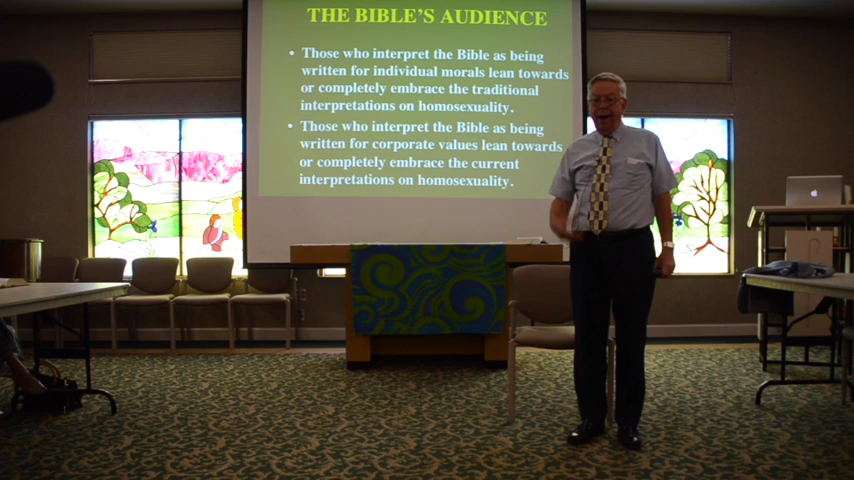 THE BIBLE'S AUDIENCE
• Those who interpret the Bible as being
written for individual morals lean towards
or completely embrace the traditional
interpretations on homosexuality.
• Those who interpret the Bible as being
written for corporate values lean towards
or completely embrace the current
interpretations on homosexuality.